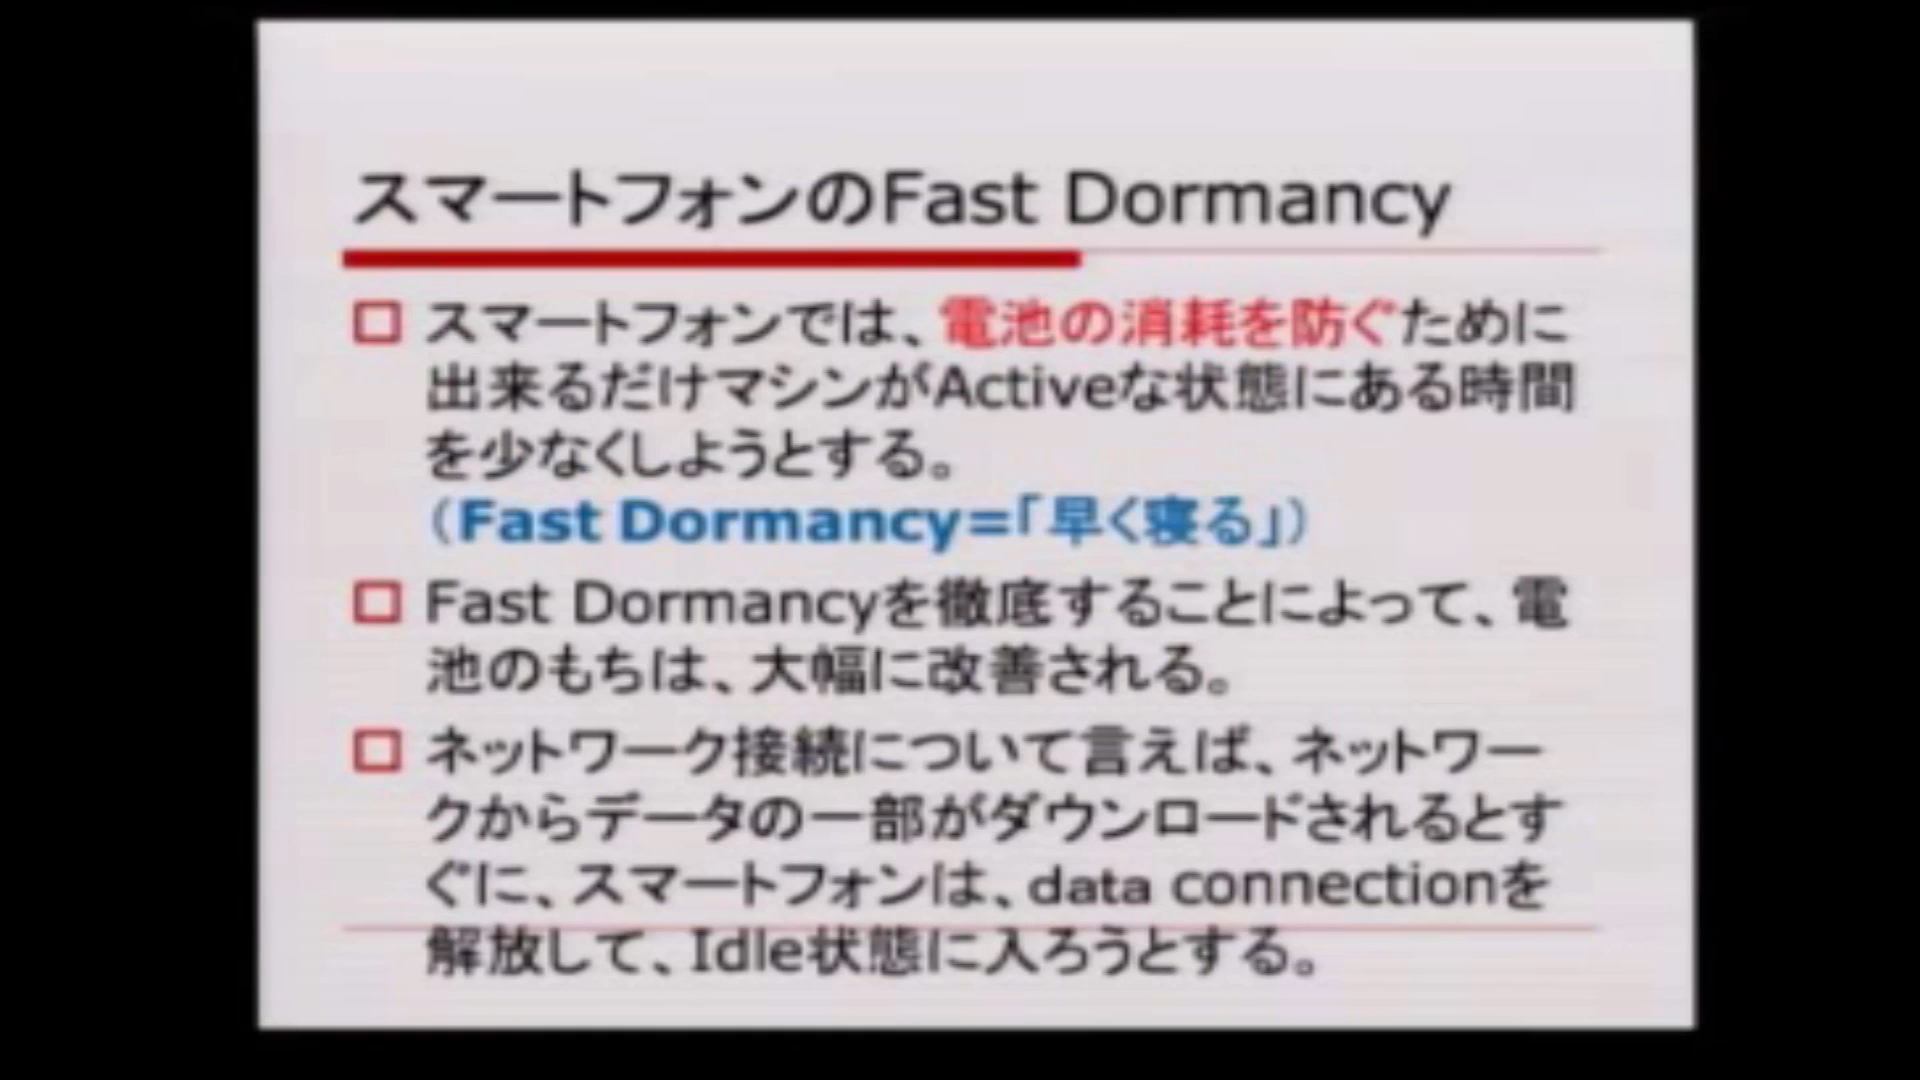 スマートフォンのFast Dormancy
スマートフォンでは、電池の消耗を防ぐために
出来るだけマシンがActiveな状態にある時間
を少なくしようとする。
（Fast Dormancy=「早く寝る」）
Fast Dormancyを徹底することによって、電
池のもちは、大幅に改善される。
ネットワーク接続について言えば、ネットワー
クからデータの一部がダウンロードされるとす
ぐに、スマートフォンは、data connectionを
解放して、Idle状態に入ろうとする。